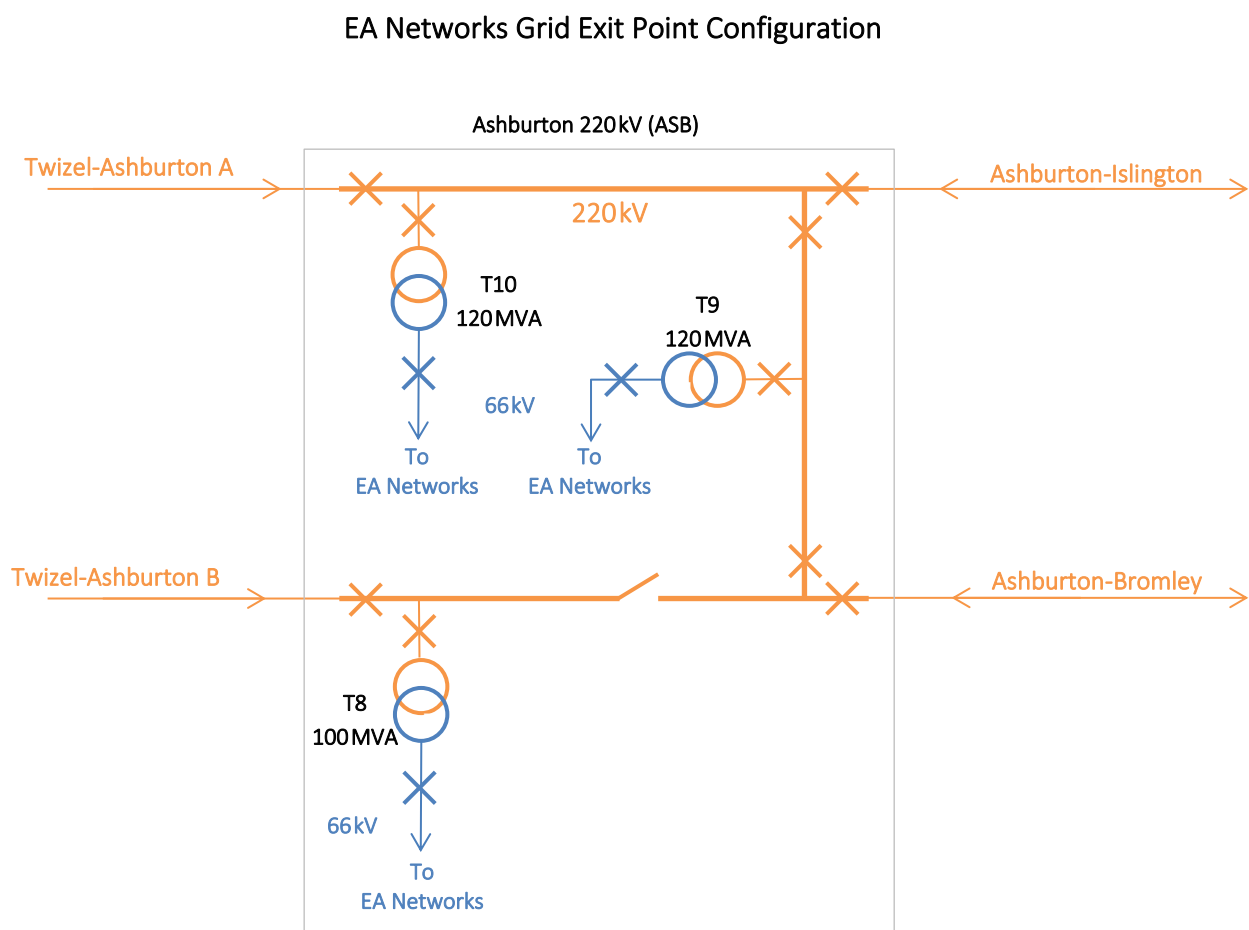 EA Networks Grid Exit Point Configuration
Ashburton 220kV (ASB)
Twizel-Ashburton A
Ashburton-Islington
220kV
T10
120MVA
T9
120MVA
66kV
To
EA Networks
To
EA Networks
Twizel-Ashburton B
Ashburton-Bromley
T8
100MVA
66kV
To
EA Networks